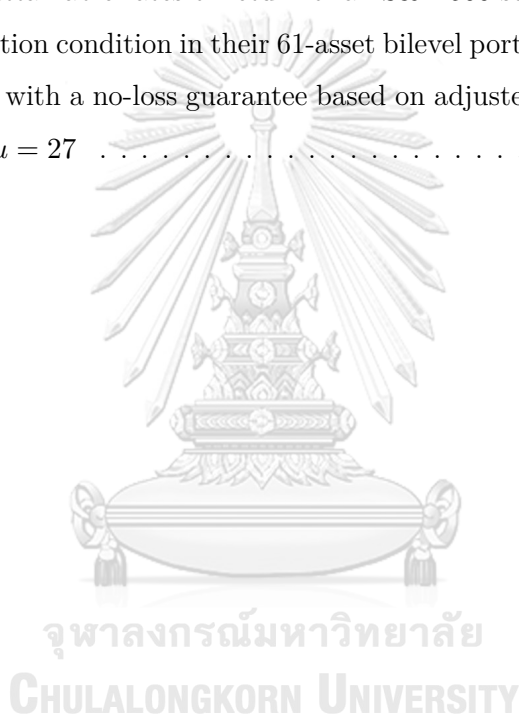 tion condition in their 61-asset bilevel port
with a no-loss guarantee based on adjuste
= 27 . . . . . . . . . . . . . . . . . . . .
จุฬาลงกรณ์มหาวิทยาลัย
CHULALONGKORN UNIVERSITY